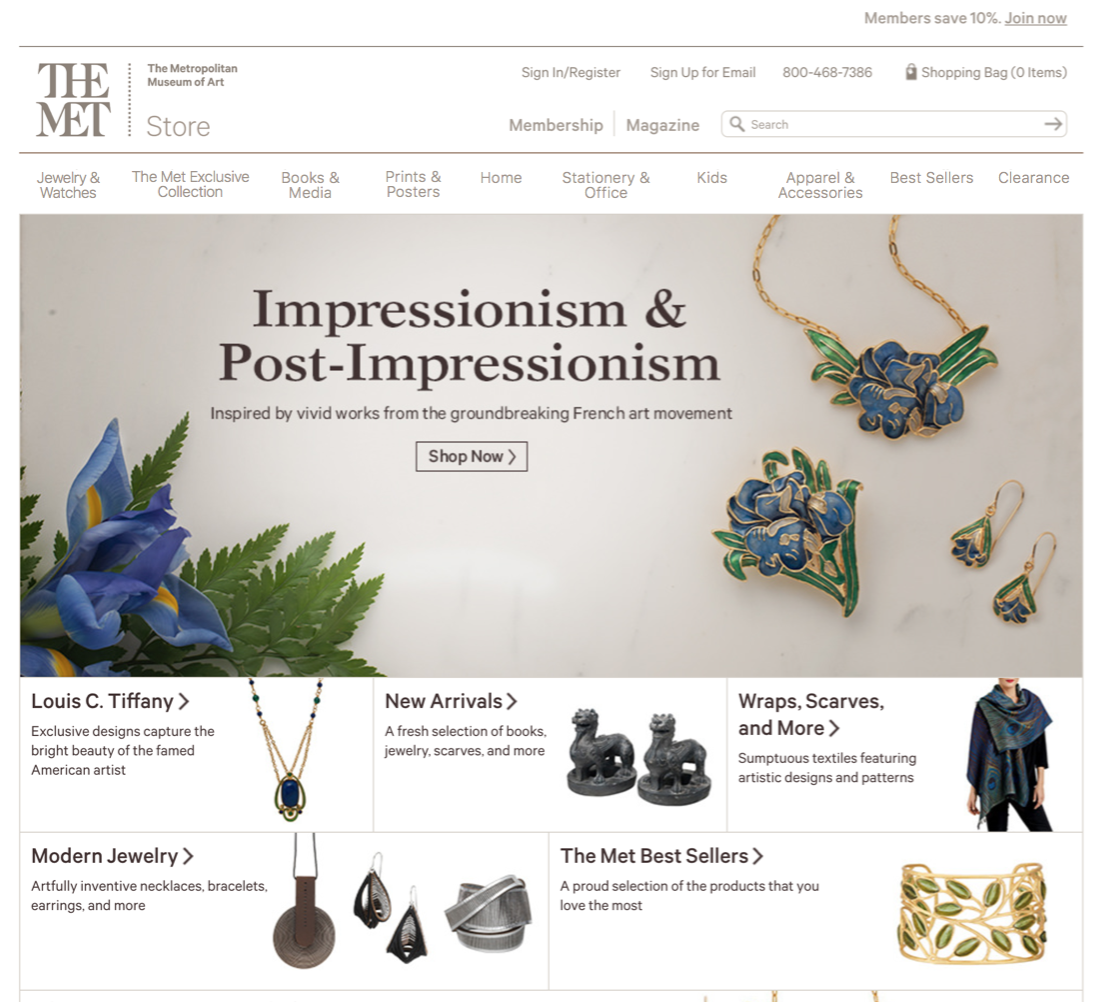 Members save 10%. Join now
THE
MET
The Metropolitan
Museum of Art
Store
Sign In/Register
Sign Up for Email
800-468-7386
Shopping Bag (0 Items)
Membership
Magazine
Search
Jewelry &
Watches
The Met Exclusive
Collection
Books &
Media
Prints &
Posters
Home
Stationery &
Office
Kids
Apparel &
Accessories
Best Sellers
Clearance
Impressionism &
Post-Impressionism
Inspired by vivid works from the groundbreaking French art movement
Shop Now
Louis C. Tiffany
Exclusive designs capture the
bright beauty of the famed
American artist
New Arrivals
A fresh selection of books,
jewelry, scarves, and more
Wraps, Scarves,
and More
Sumptuous textiles featuring
artistic designs and patterns
Modern Jewelry
Artfully inventive necklaces, bracelets,
earrings, and more
The Met Best Sellers
A proud selection of the products that you
love the most